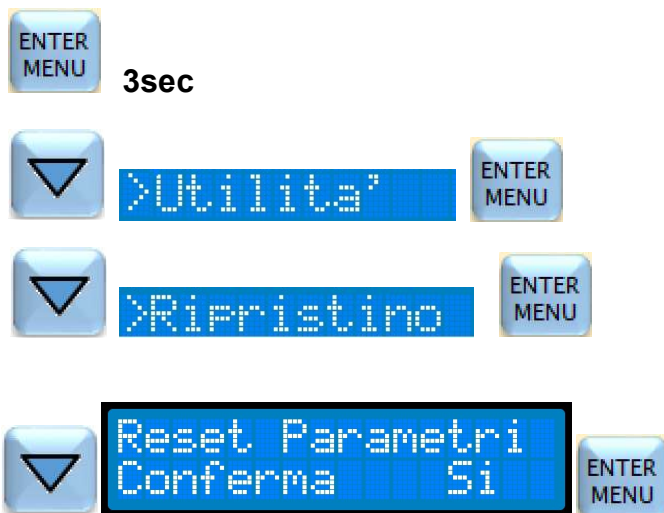 ENTER
MENU
3sec
>Utilita'
ENTER
MENU
>Ripristino
ENTER
MENU
Reset Parametri
Conferma Si
ENTER
MENU